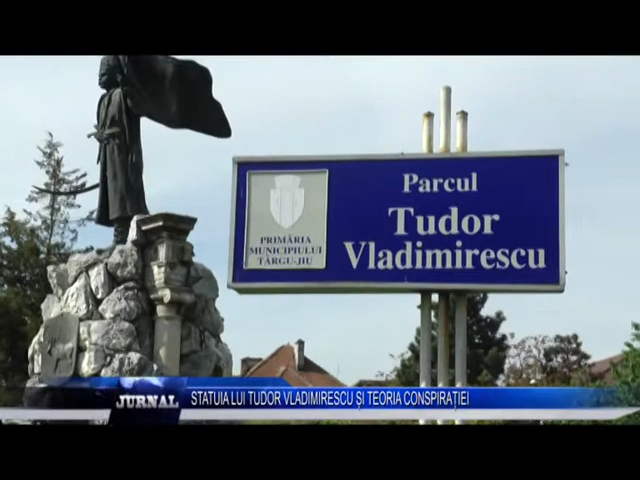 Parcul
Tudor
Vladimirescu
PRIMĂRIA
MUNICIPIULUI
TÂRGU-JIU
JURNAL
STATUIA LUI TUDOR VLADIMIRESCU ȘI TEORIA CONSPIRAȚIEI